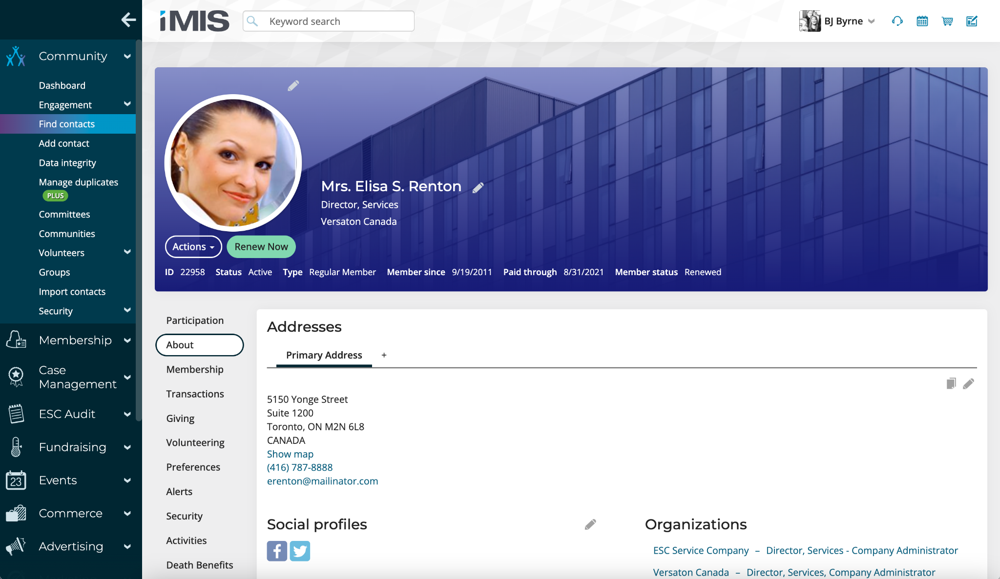 iMIS
Keyword search
BJ Byrne
Community
Dashboard
Engagement
Find contacts
Add contact
Data integrity
Manage duplicates
PLUS
Committees
Communities
Volunteers
Groups
Import contacts
Security
Membership
Case
Management
ESC Audit
Fundraising
23
Events
Commerce
Advertising
Mrs. Elisa S. Renton
Director, Services
Versaton Canada
Actions
Renew Now
ID 22958 Status Active Type Regular Member Member since 9/19/2011 Paid through 8/31/2021 Member status Renewed
Participation
About
Membership
Transactions
Giving
Volunteering
Preferences
Alerts
Security
Activities
Death Benefits
Addresses
Primary Address +
5150 Yonge Street
Suite 1200
Toronto, ON M2N 6L8
CANADA
Show map
(416) 787-8888
erenton@mailinator.com
Social profiles
Organizations
ESC Service Company – Director, Services - Company Administrator
Versaton Canada – Director, Services, Company Administrator